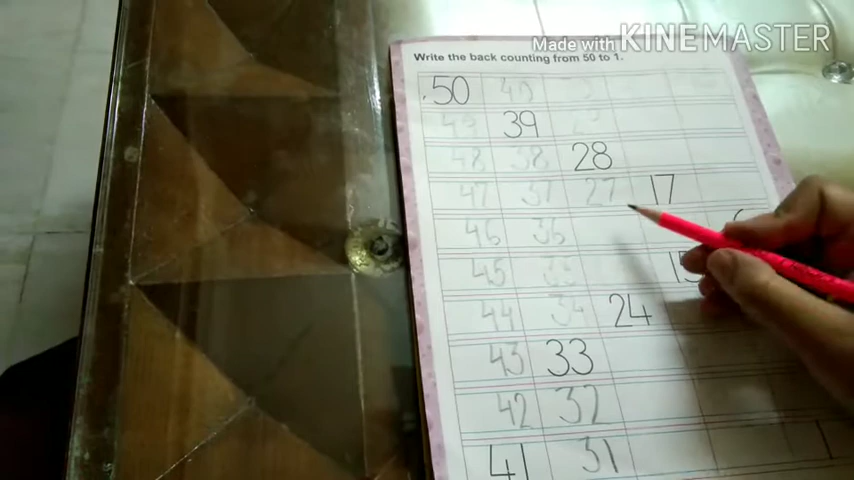 Made with KINEMASTER
Write the back counting from 50 to 1.
50 40
49 39
48 38 28
47 37 27 17
46 36
45 35 15
44 34 24
43 33
42 32
41 31